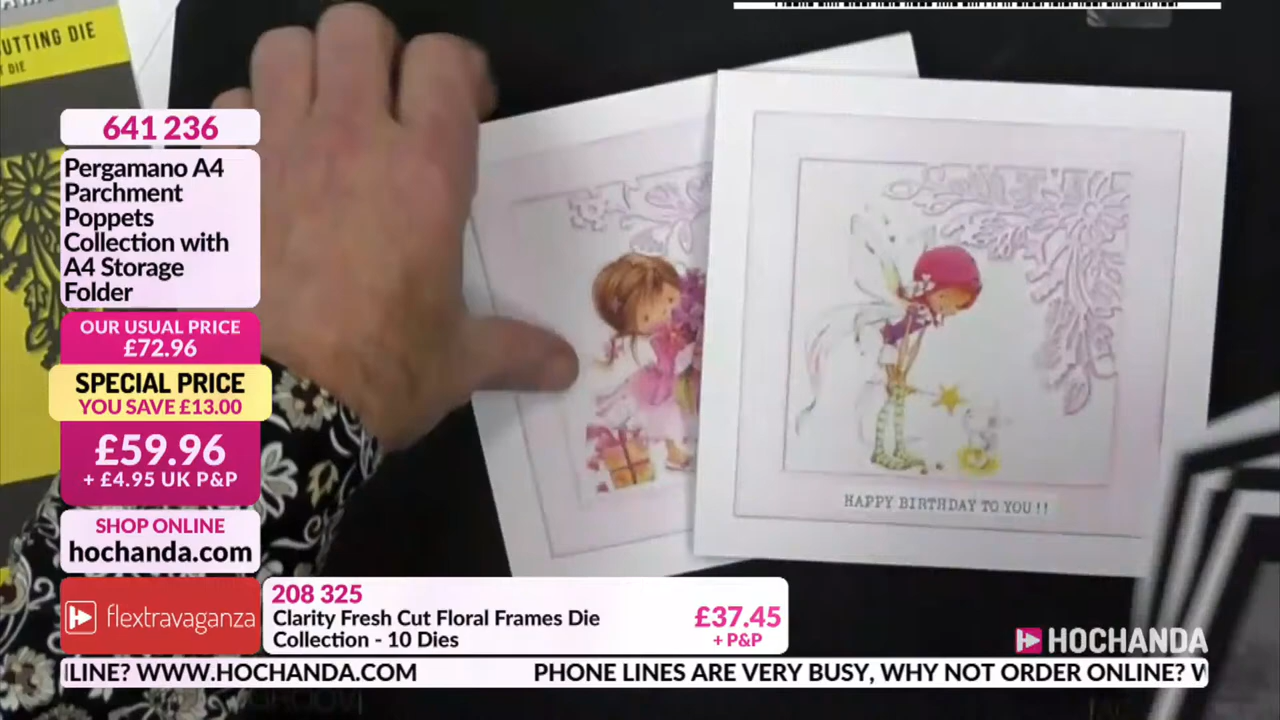 UTTING DIE
T DIE
641 236
Pergamano A4
Parchment
Poppets
Collection with
A4 Storage
Folder
OUR USUAL PRICE
£72.96
SPECIAL PRICE
YOU SAVE £13.00
£59.96
+ £4.95 UK P&P
SHOP ONLINE
hochanda.com
HAPPY BIRTHDAY TO YOU!!
flextravaganza
208 325
Clarity Fresh Cut Floral Frames Die
Collection - 10 Dies
£37.45
+ P&P
HOCHANDA
ILINE? WWW.HOCHANDA.COM PHONE LINES ARE VERY BUSY, WHY NOT ORDER ONLINE? W